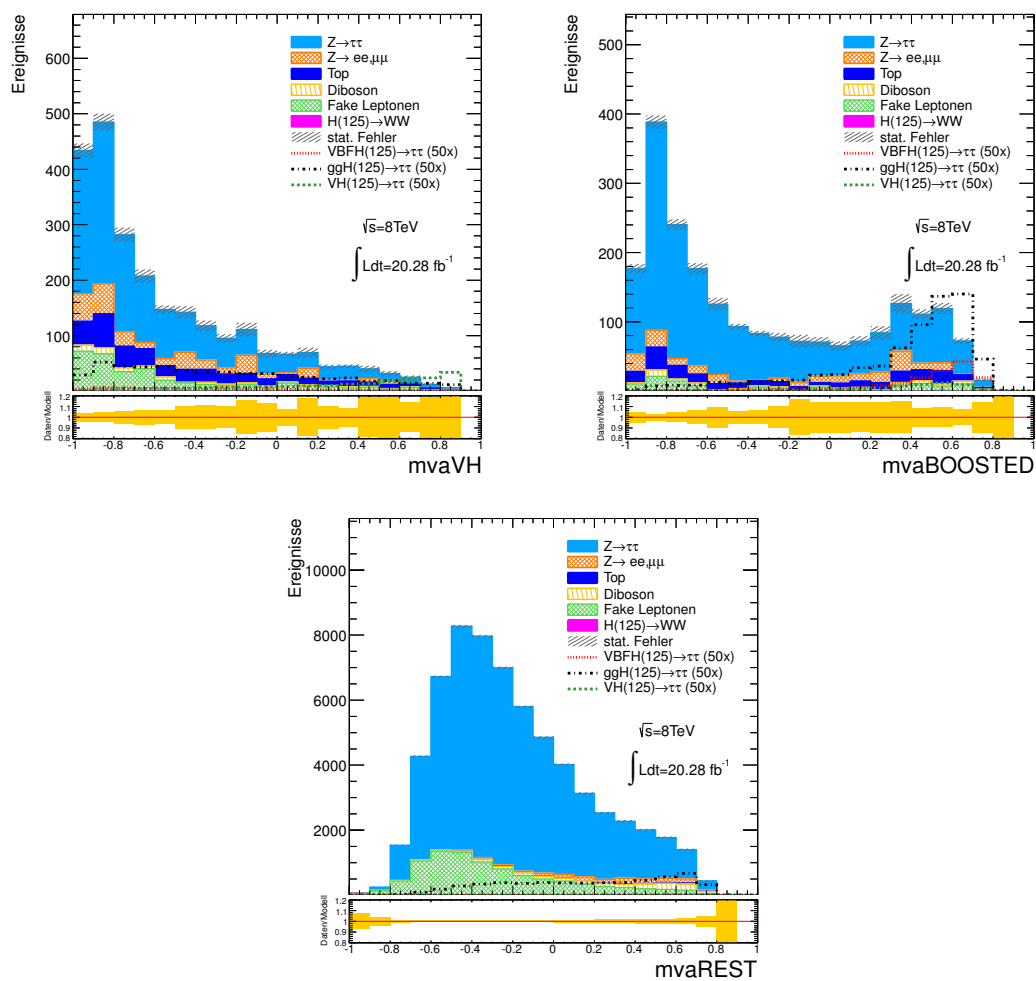 Ereignisse
600
500
400
300
200
100
Z→ττ
Z→ ee,μμ
Top
Diboson
Fake Leptonen
H(125)→WW
stat. Fehler
VBFH(125)→ττ (50x)
ggH(125)→ττ (50x)
VH(125)→ττ (50x)
√s=8TeV
∫ Ldt=20.28 fb⁻¹
Daten/Modell
1.2
1.1
1
0.9
0.8
-1 -0.8 -0.6 -0.4 -0.2 0 0.2 0.4 0.6 0.8 1
mvaVH
Ereignisse
500
400
300
200
100
Z→ττ
Z→ ee,μμ
Top
Diboson
Fake Leptonen
H(125)→WW
stat. Fehler
VBFH(125)→ττ (50x)
ggH(125)→ττ (50x)
VH(125)→ττ (50x)
√s=8TeV
∫ Ldt=20.28 fb⁻¹
Daten/Modell
1.2
1.1
1
0.9
0.8
-1 -0.8 -0.6 -0.4 -0.2 0 0.2 0.4 0.6 0.8 1
mvaBOOSTED
Ereignisse
10000
8000
6000
4000
2000
Z→ττ
Z→ ee,μμ
Top
Diboson
Fake Leptonen
H(125)→WW
stat. Fehler
VBFH(125)→ττ (50x)
ggH(125)→ττ (50x)
VH(125)→ττ (50x)
√s=8TeV
∫ Ldt=20.28 fb⁻¹
Daten/Modell
1.2
1.1
1
0.9
0.8
-1 -0.8 -0.6 -0.4 -0.2 0 0.2 0.4 0.6 0.8 1
mvaREST